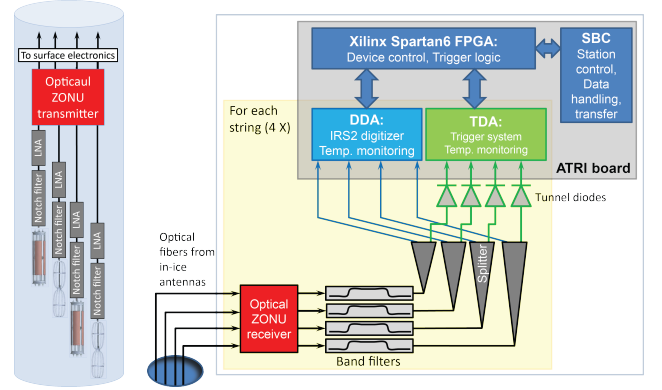 To surface electronics
Opticaul
ZONU
transmitter
LNA
Notch filter
LNA
Notch filter
LNA
Notch filter
LNA
Notch filter
Xilinx Spartan6 FPGA:
Device control, Trigger logic
SBC
Station
control,
Data
handling,
transfer
For each
string (4 X)
DDA:
IRS2 digitizer
Temp. monitoring
TDA:
Trigger system
Temp. monitoring
ATRI board
Tunnel diodes
Optical
fibers from
in-ice
antennas
Splitter
Optical
ZONU
receiver
Band filters